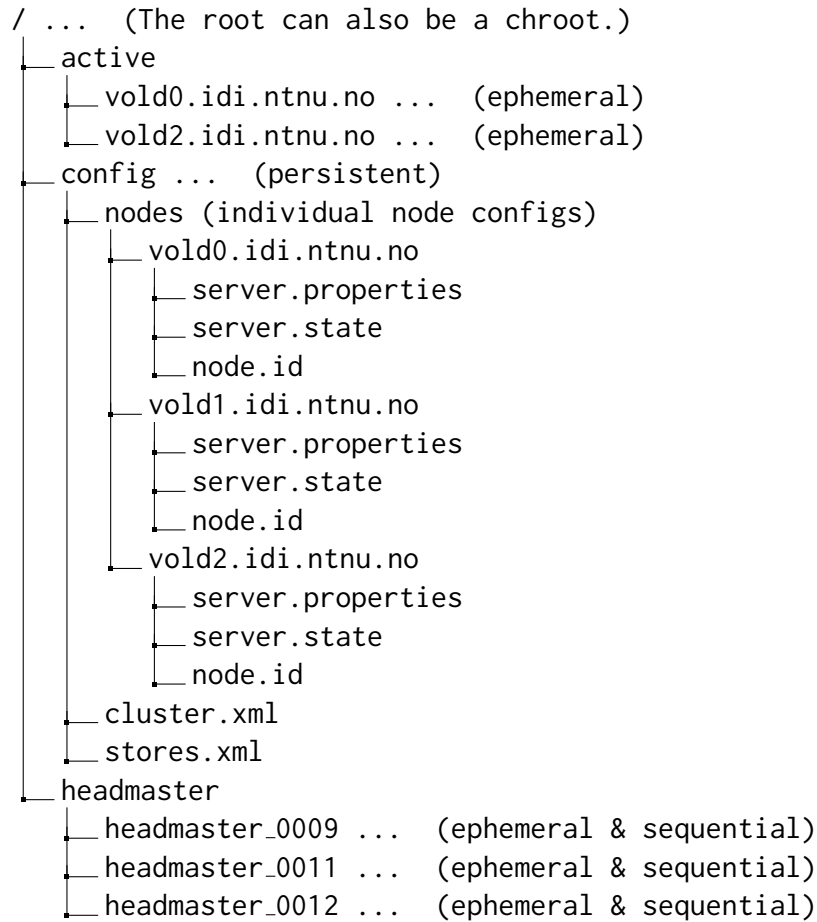 / ... (The root can also be a chroot.)
active
vold0.idi.ntnu.no ... (ephemeral)
vold2.idi.ntnu.no ... (ephemeral)
config ... (persistent)
nodes (individual node configs)
vold0.idi.ntnu.no
server.properties
server.state
node.id
vold1.idi.ntnu.no
server.properties
server.state
node.id
vold2.idi.ntnu.no
server.properties
server.state
node.id
cluster.xml
stores.xml
headmaster
headmaster_0009 ... (ephemeral & sequential)
headmaster_0011 ... (ephemeral & sequential)
headmaster_0012 ... (ephemeral & sequential)